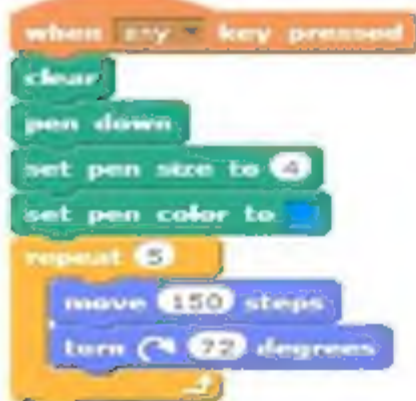 when any key pressed
clear
pen down
set pen size to 4
set pen color to
repeat 5
move 150 steps
turn 72 degrees